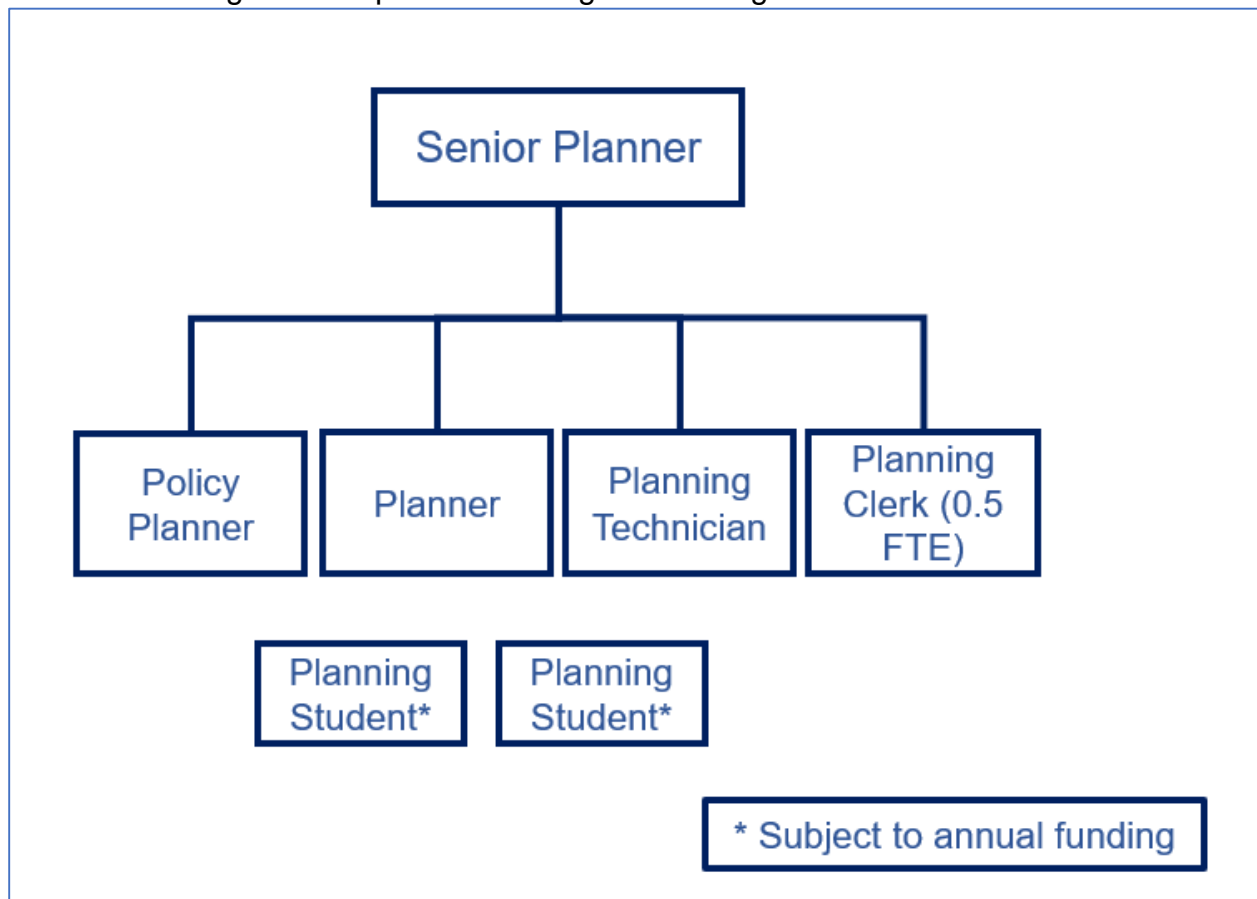 Senior Planner
Policy
Planner
Planner
Planning
Technician
Planning
Clerk (0.5
FTE)
Planning
Student*
Planning
Student*
* Subject to annual funding